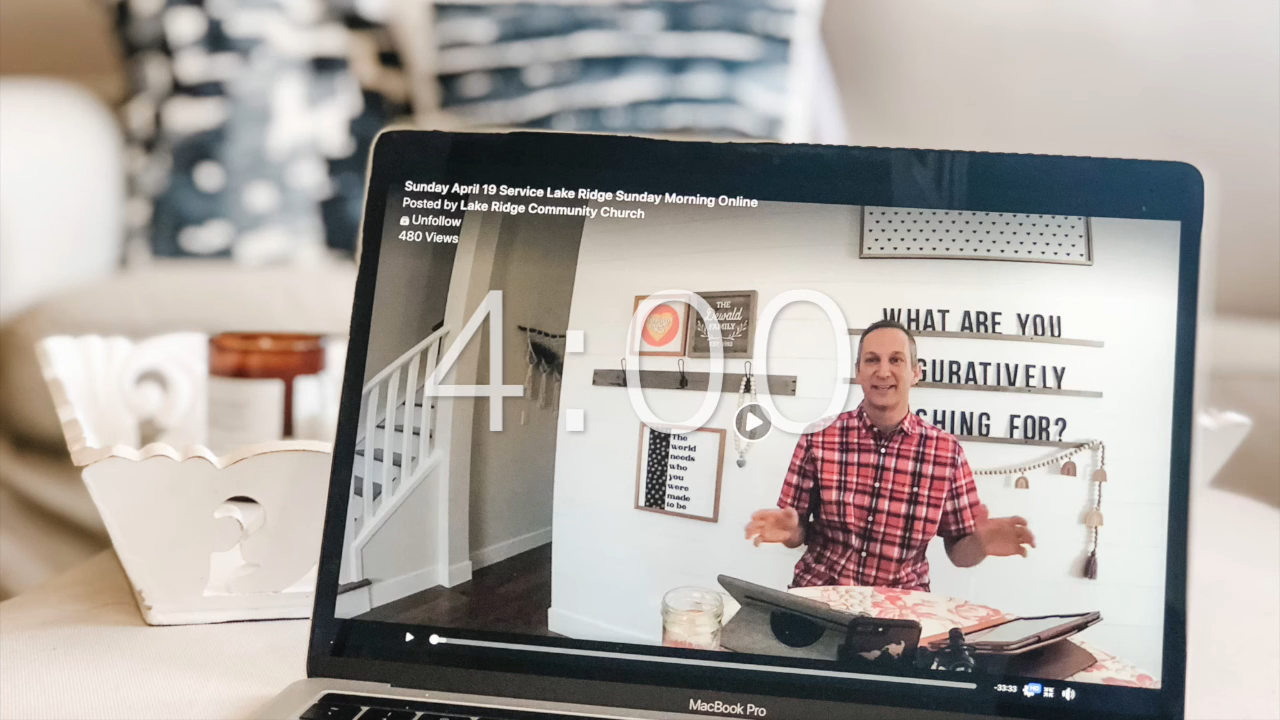 Sunday April 19 Service Lake Ridge Sunday Morning Online
Posted by Lake Ridge Community Church
Unfollow
480 Views
4:00
THE
Dewald
FAMILY
WHAT ARE YOU
GURATIVELY
SHING FOR?
The
world
needs
who
you
were
made
to be
-33:33
MacBook Pro